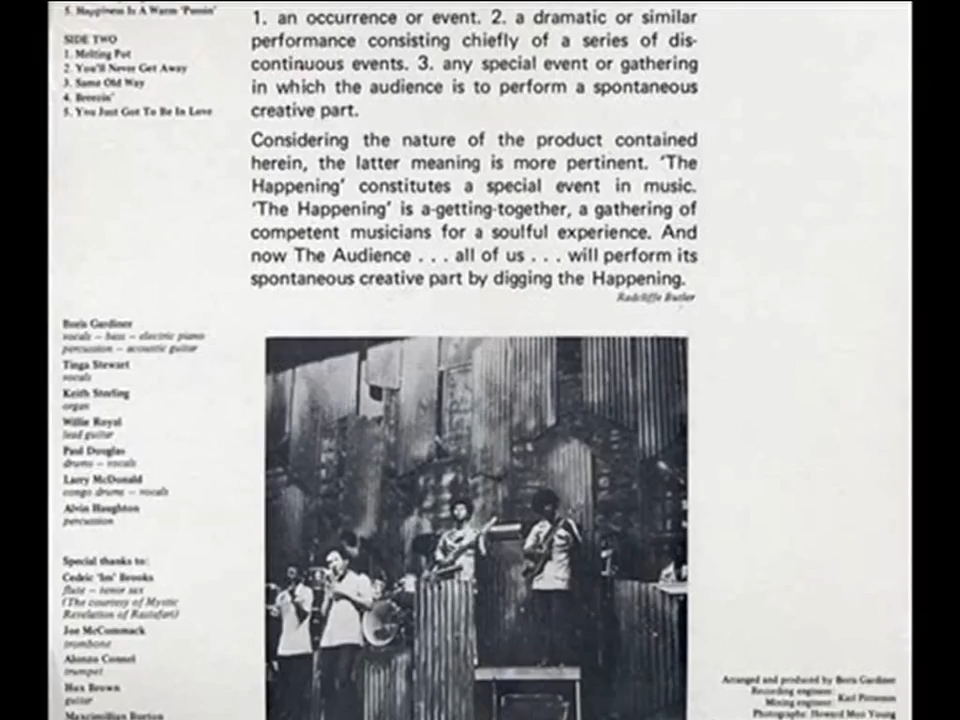 5. Happiness Is A Warm 'Pussin'
SIDE TWO
1. Melting Pot
2. You'll Never Get Away
3. Same Old Way
4. Breezin'
5. You Just Got To Be In Love
1. an occurrence or event. 2. a dramatic or similar
performance consisting chiefly of a series of dis-
continuous events. 3. any special event or gathering
in which the audience is to perform a spontaneous
creative part.
Considering the nature of the product contained
herein, the latter meaning is more pertinent. 'The
Happening' constitutes a special event in music.
'The Happening' is a-getting-together, a gathering of
competent musicians for a soulful experience. And
now The Audience . . . all of us . . . will perform its
spontaneous creative part by digging the Happening.
Radcliffe Butler
Boris Gardiner
vocals – bass – electric piano
percussion – acoustic guitar
Tinga Stewart
vocals
Keith Sterling
organ
Willie Royal
lead guitar
Paul Douglas
drums – vocals
Larry McDonald
congo drums – vocals
Alvin Haughton
percussion
Special thanks to:
Cedric 'Im' Brooks
flute – tenor sax
(The courtesy of Mystic
Revelation of Rastafari)
Joe McCormack
trombone
Alonzo Connel
trumpet
Hux Brown
guitar
Maximillian Burton
Arranged and produced by Boris Gardiner
Recording engineer:
Mixing engineer: Karl Pitterson
Photographs: Howard Moo Young